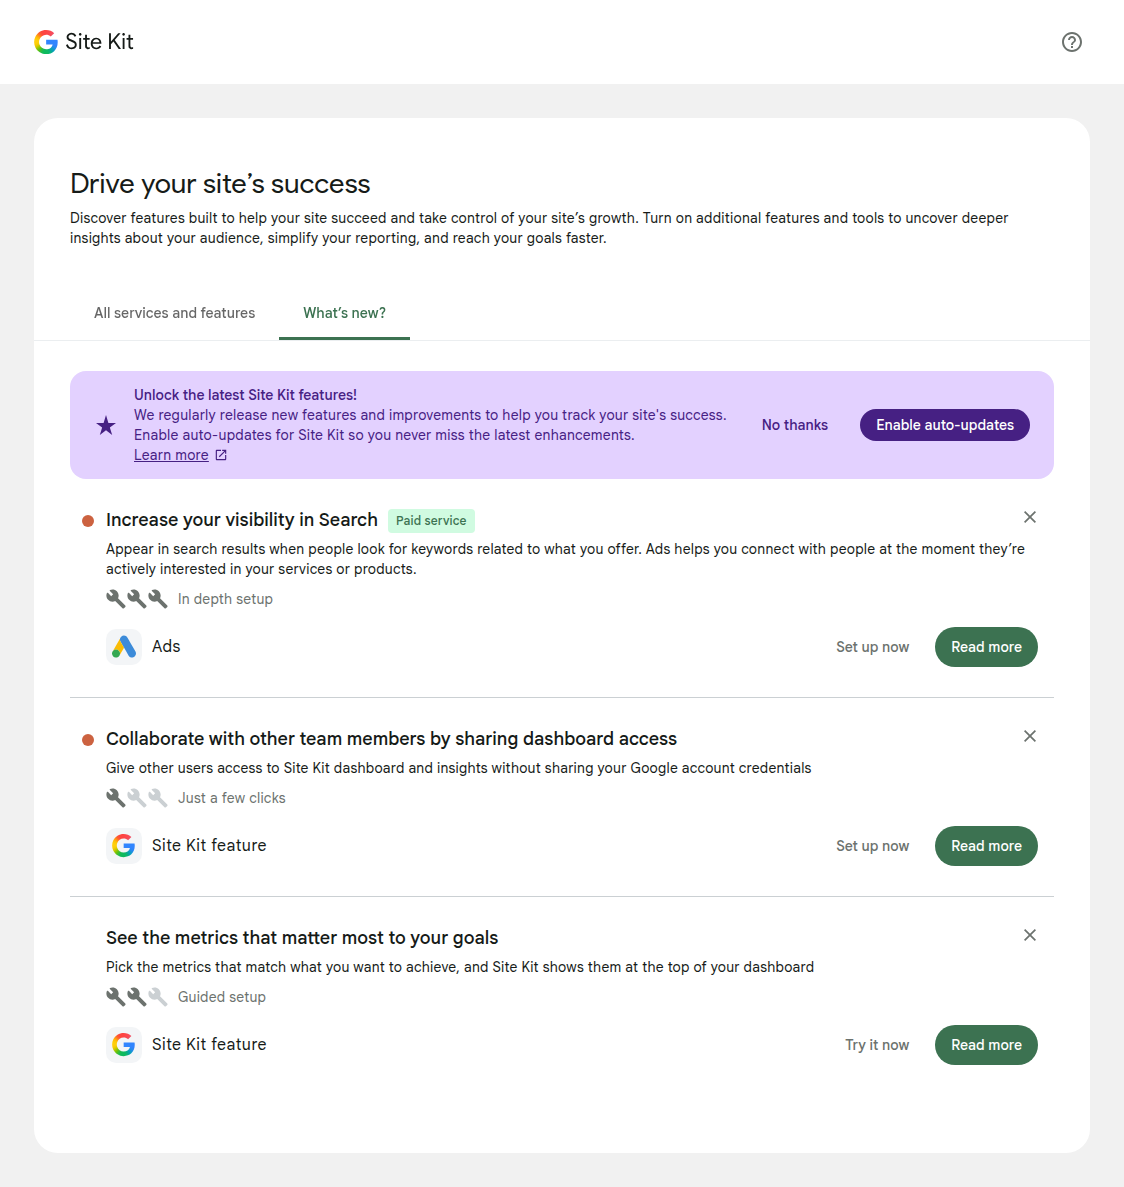 Site Kit
Drive your site’s success
Discover features built to help your site succeed and take control of your site’s growth. Turn on additional features and tools to uncover deeper
insights about your audience, simplify your reporting, and reach your goals faster.
All services and features
What’s new?
Unlock the latest Site Kit features!
We regularly release new features and improvements to help you track your site's success.
Enable auto-updates for Site Kit so you never miss the latest enhancements.
Learn more
No thanks
Enable auto-updates
Increase your visibility in Search
Paid service
Appear in search results when people look for keywords related to what you offer. Ads helps you connect with people at the moment they’re
actively interested in your services or products.
In depth setup
Ads
Set up now
Read more
Collaborate with other team members by sharing dashboard access
Give other users access to Site Kit dashboard and insights without sharing your Google account credentials
Just a few clicks
Site Kit feature
Set up now
Read more
See the metrics that matter most to your goals
Pick the metrics that match what you want to achieve, and Site Kit shows them at the top of your dashboard
Guided setup
Site Kit feature
Try it now
Read more